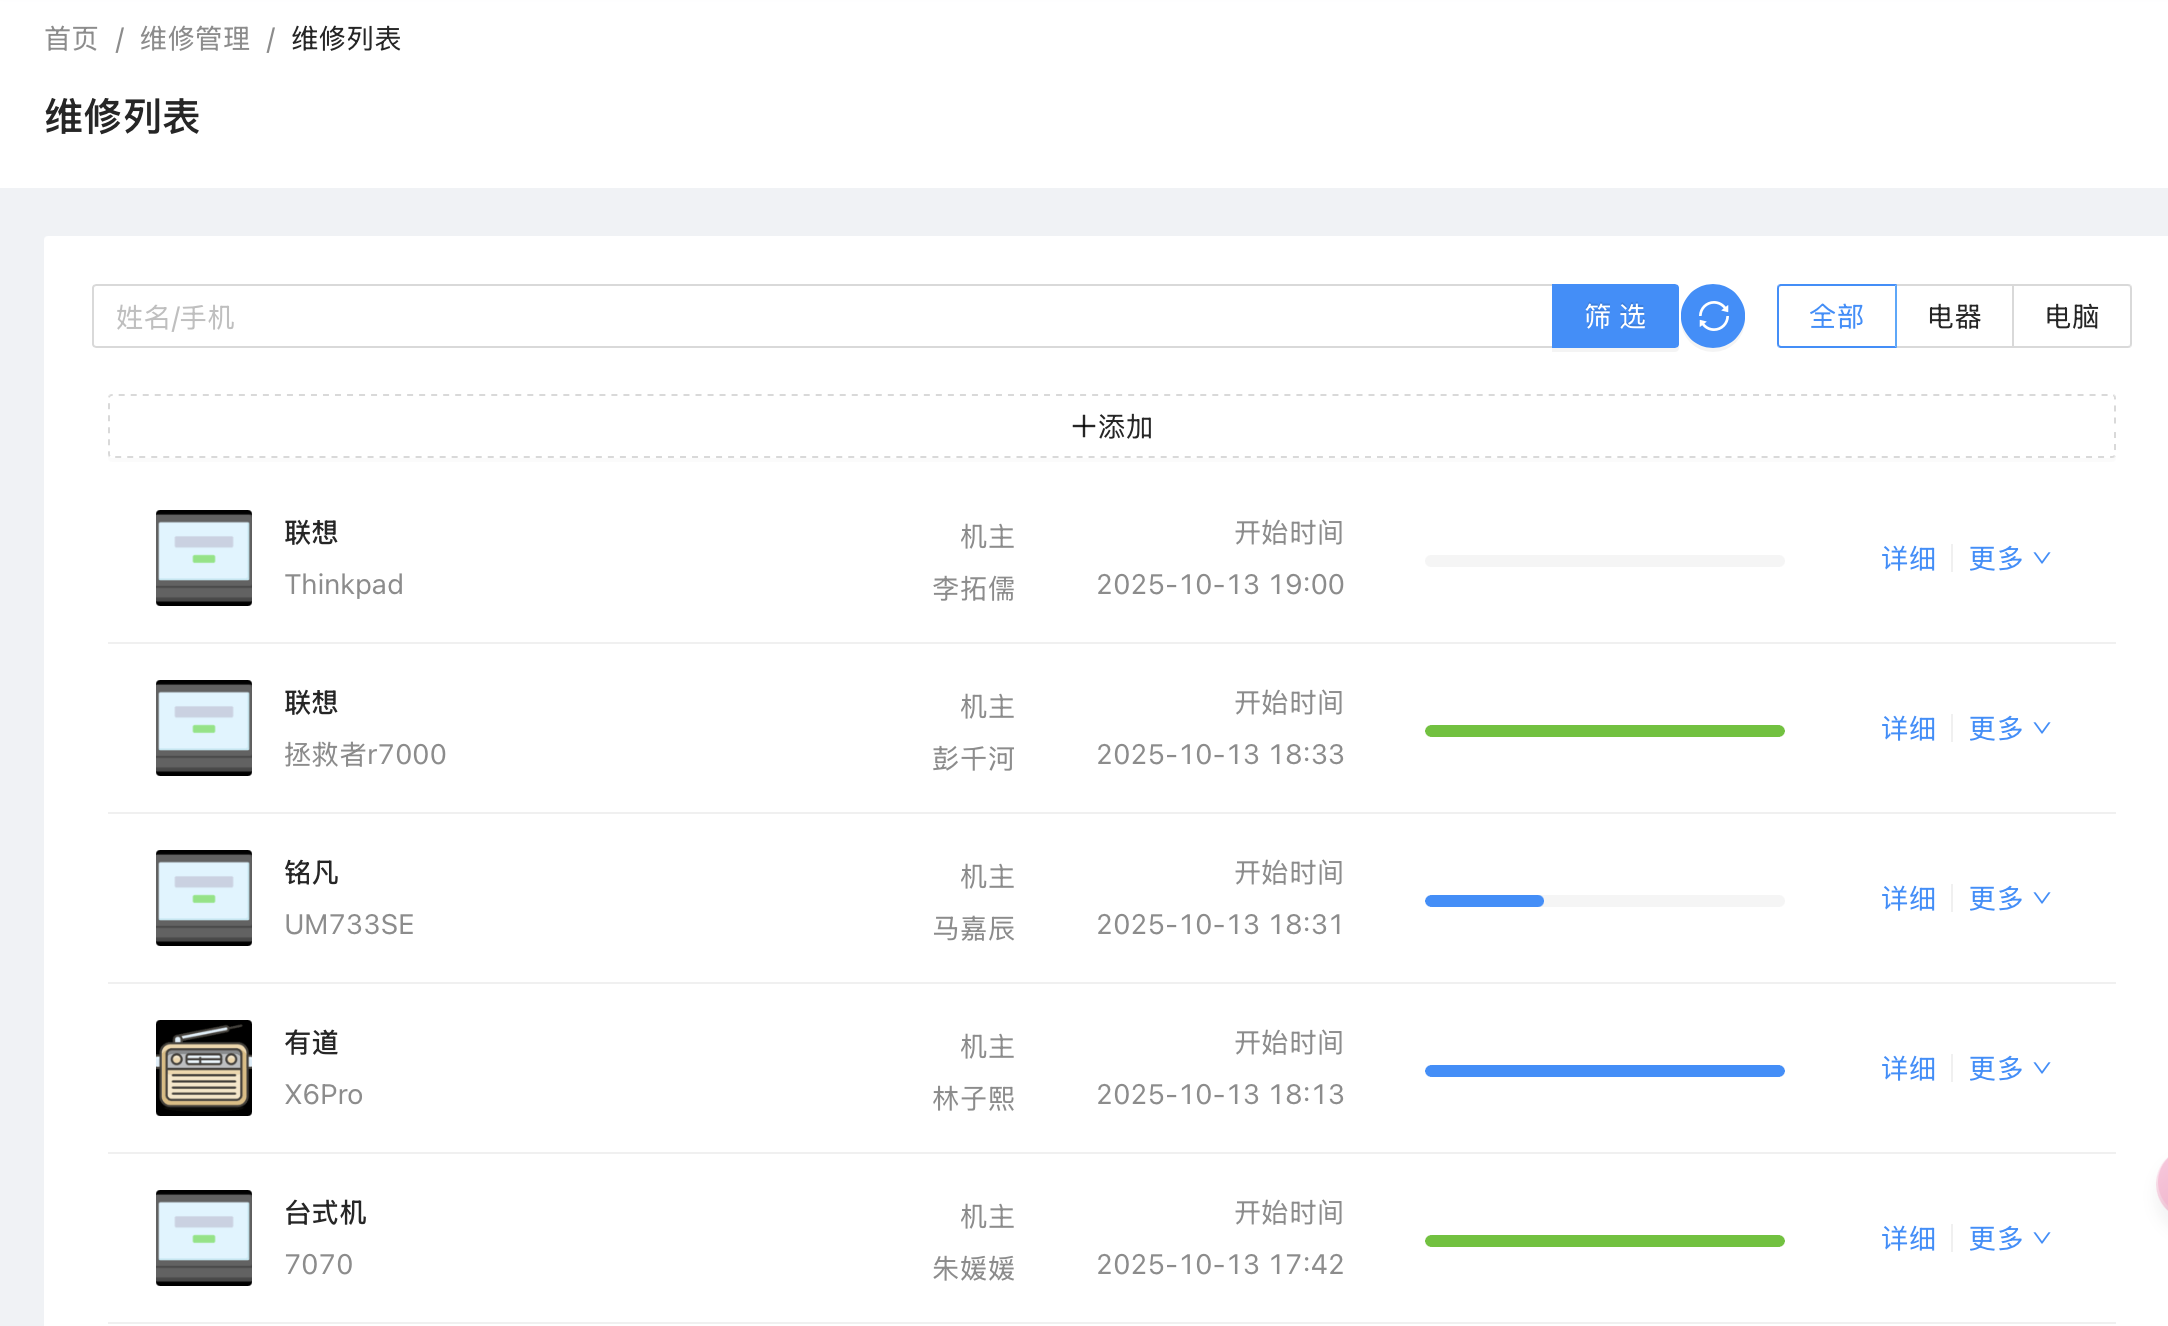 首页 / 维修管理 / 维修列表
维修列表
姓名/手机
筛 选
全部
电器
电脑
+添加
联想
Thinkpad
机主
李拓儒
开始时间
2025-10-13 19:00
详细
更多
联想
拯救者r7000
机主
彭千河
开始时间
2025-10-13 18:33
详细
更多
铭凡
UM733SE
机主
马嘉辰
开始时间
2025-10-13 18:31
详细
更多
有道
X6Pro
机主
林子熙
开始时间
2025-10-13 18:13
详细
更多
台式机
7070
机主
朱媛媛
开始时间
2025-10-13 17:42
详细
更多